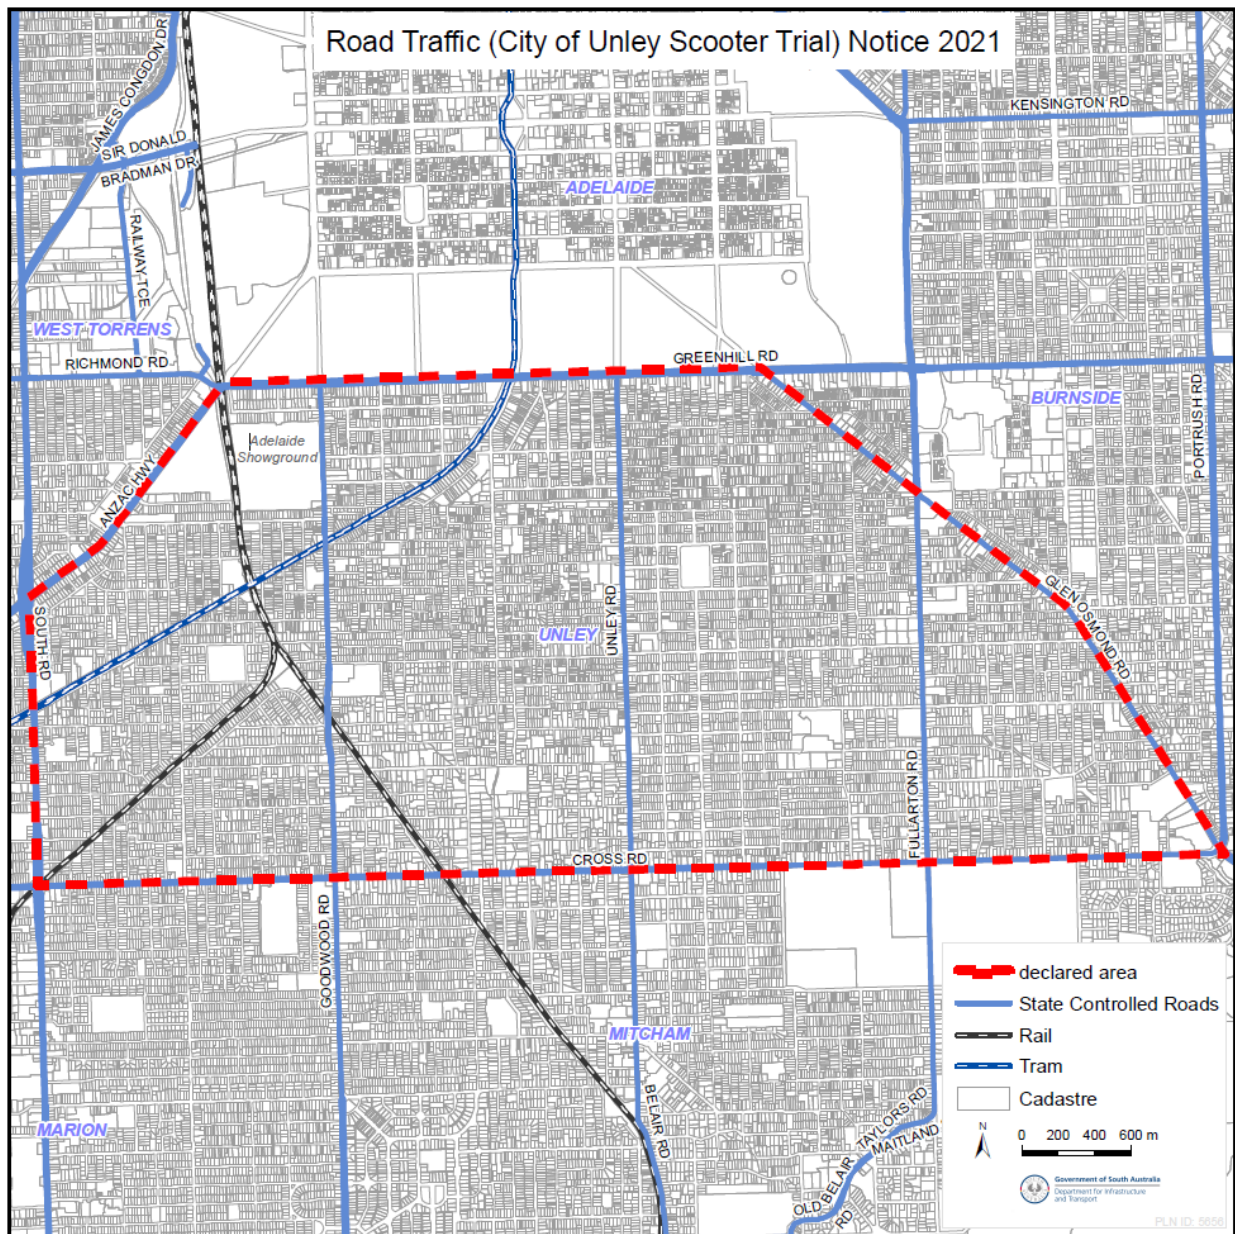 Road Traffic (City of Unley Scooter Trial) Notice 2021
JAMES CONGDON DR
KENSINGTON RD
SIR DONALD
BRADMAN DR
ADELAIDE
RAILWAY TCE
WEST TORRENS
RICHMOND RD
GREENHILL RD
BURNSIDE
PORTRUSH RD
Adelaide
Showground
ANZAC HWY
SOUTH RD
UNLEY
UNLEY RD
GLEN OSMOND RD
FULLARTON RD
CROSS RD
GOODWOOD RD
MITCHAM
BELAIR RD
MARION
TAYLORS RD
MAITLAND
OLD BELAIR
RD
declared area
State Controlled Roads
Rail
Tram
Cadastre
N
0 200 400 600 m
Government of South Australia
Department for Infrastructure
and Transport
PLN ID: 5656